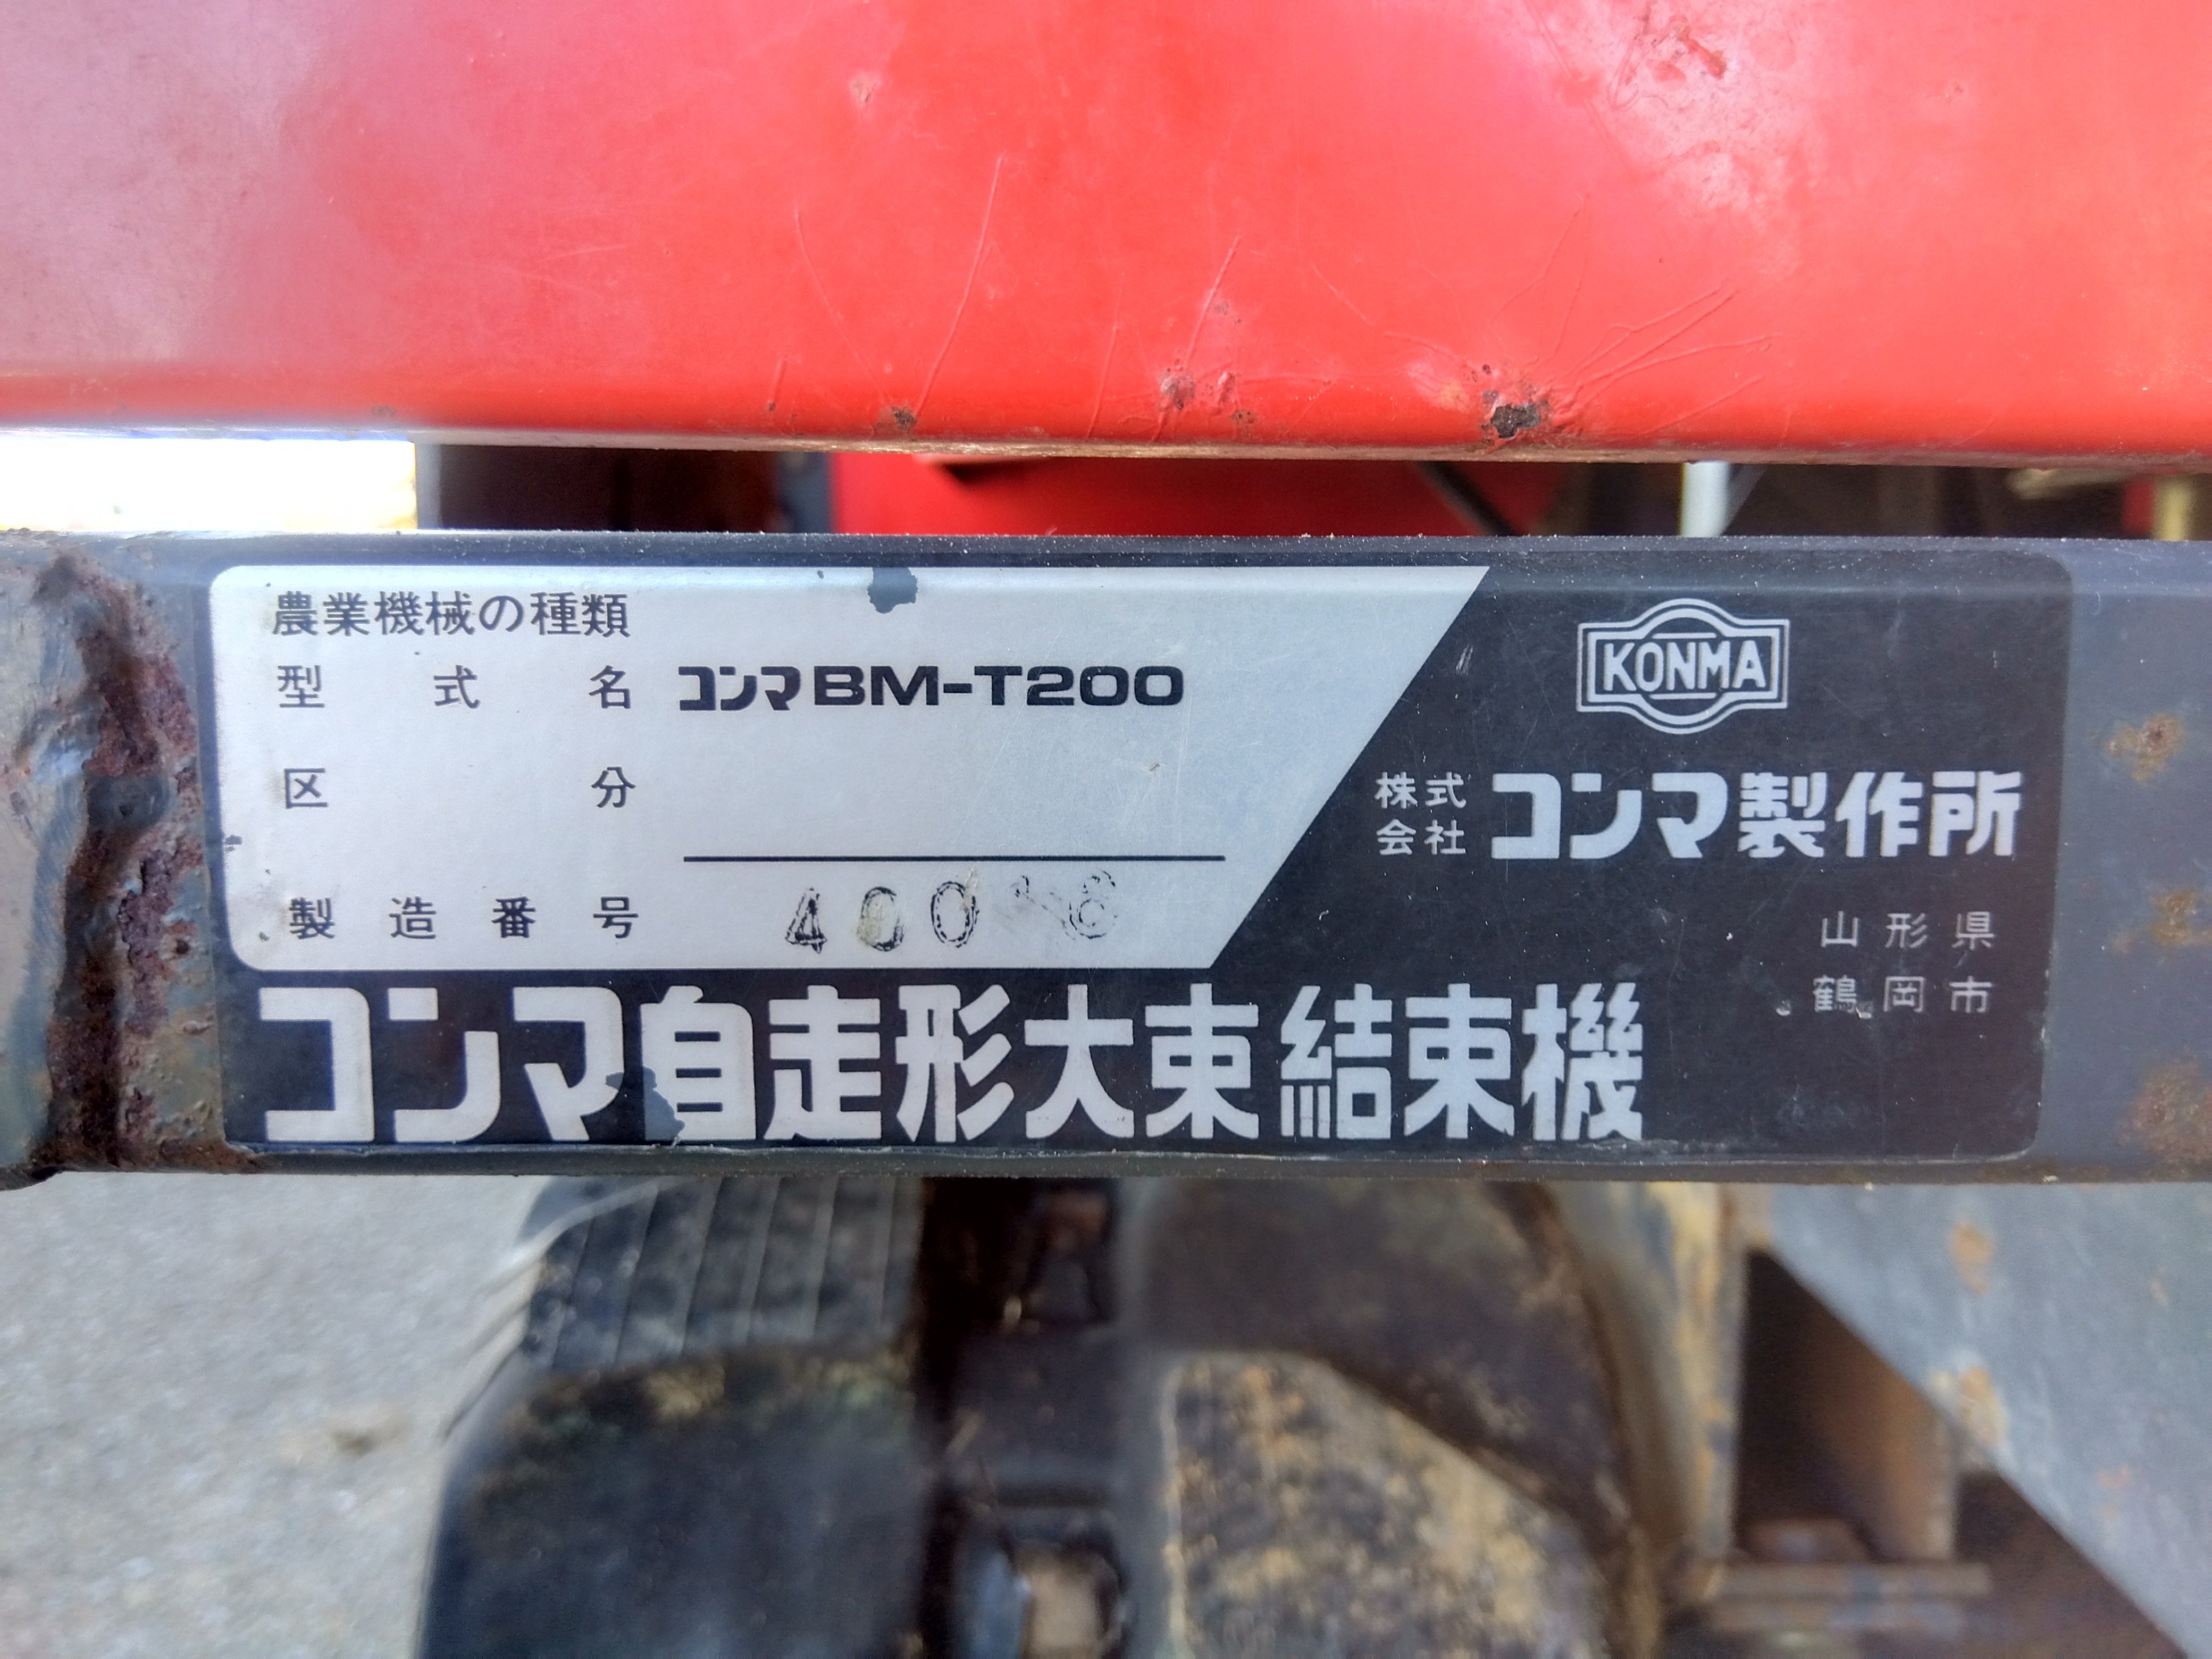 農業機械の種類
型式名 コンマBM-T200
区分
製造番号 400
KONMA
株式会社 コンマ製作所
山形県
鶴岡市
コンマ自走形大束結束機